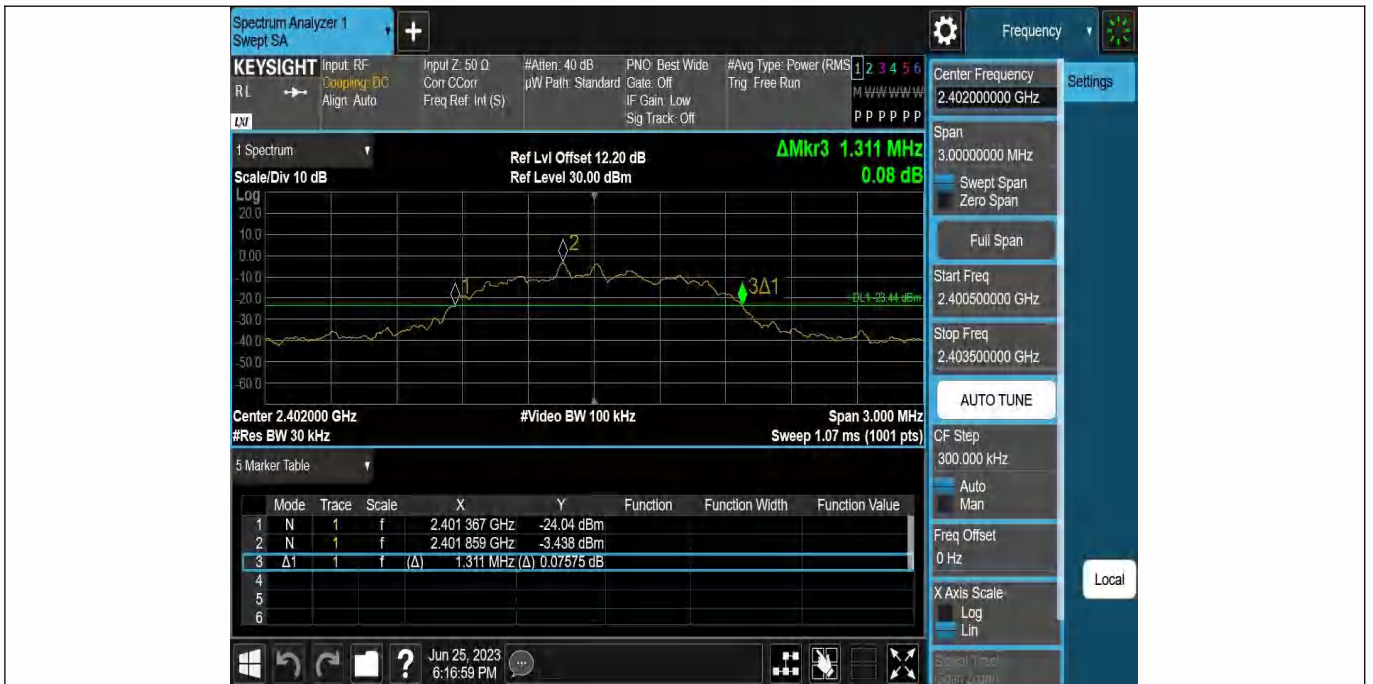 Spectrum Analyzer 1
Swept SA
+
Frequency
KEYSIGHT
RL
LXI
Input: RF
Coupling: DC
Align: Auto
Input Z: 50 Ω
Corr CCorr
Freq Ref: Int (S)
#Atten: 40 dB
µW Path: Standard
PNO: Best Wide
Gate: Off
IF Gain: Low
Sig Track: Off
#Avg Type: Power (RMS
Trig: Free Run
1 2 3 4 5 6
M W W W W W
P P P P P P
Center Frequency
2.402000000 GHz
Settings
1 Spectrum
Scale/Div 10 dB
Ref Lvl Offset 12.20 dB
Ref Level 30.00 dBm
ΔMkr3 1.311 MHz
0.08 dB
Log
20.0
10.0
0.00
-10.0
-20.0
-30.0
-40.0
-50.0
-60.0
1
2
3Δ1
DL1 -23.44 dBm
Center 2.402000 GHz
#Res BW 30 kHz
#Video BW 100 kHz
Span 3.000 MHz
Sweep 1.07 ms (1001 pts)
Span
3.00000000 MHz
Swept Span
Zero Span
Full Span
Start Freq
2.400500000 GHz
Stop Freq
2.403500000 GHz
AUTO TUNE
CF Step
300.000 kHz
Auto
Man
Freq Offset
0 Hz
X Axis Scale
Log
Lin
Signal Track
(Span Zoom)
Local
5 Marker Table
Mode Trace Scale X Y Function Function Width Function Value
1 N 1 f 2.401 367 GHz -24.04 dBm
2 N 1 f 2.401 859 GHz -3.438 dBm
3 Δ1 1 f (Δ) 1.311 MHz (Δ) 0.07575 dB
4
5
6
?
Jun 25, 2023
6:16:59 PM